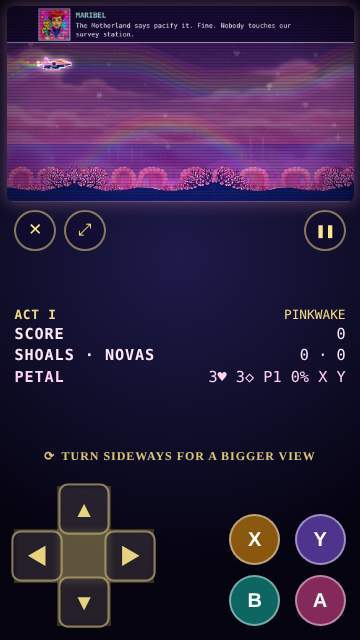 MARIBEL
The Motherland says pacify it. Fine. Nobody touches our
survey station.
ACT I PINKWAKE
SCORE 0
SHOALS · NOVAS 0 · 0
PETAL 3♥ 3◇ P1 0% X Y
⟳ TURN SIDEWAYS FOR A BIGGER VIEW
X Y
B A